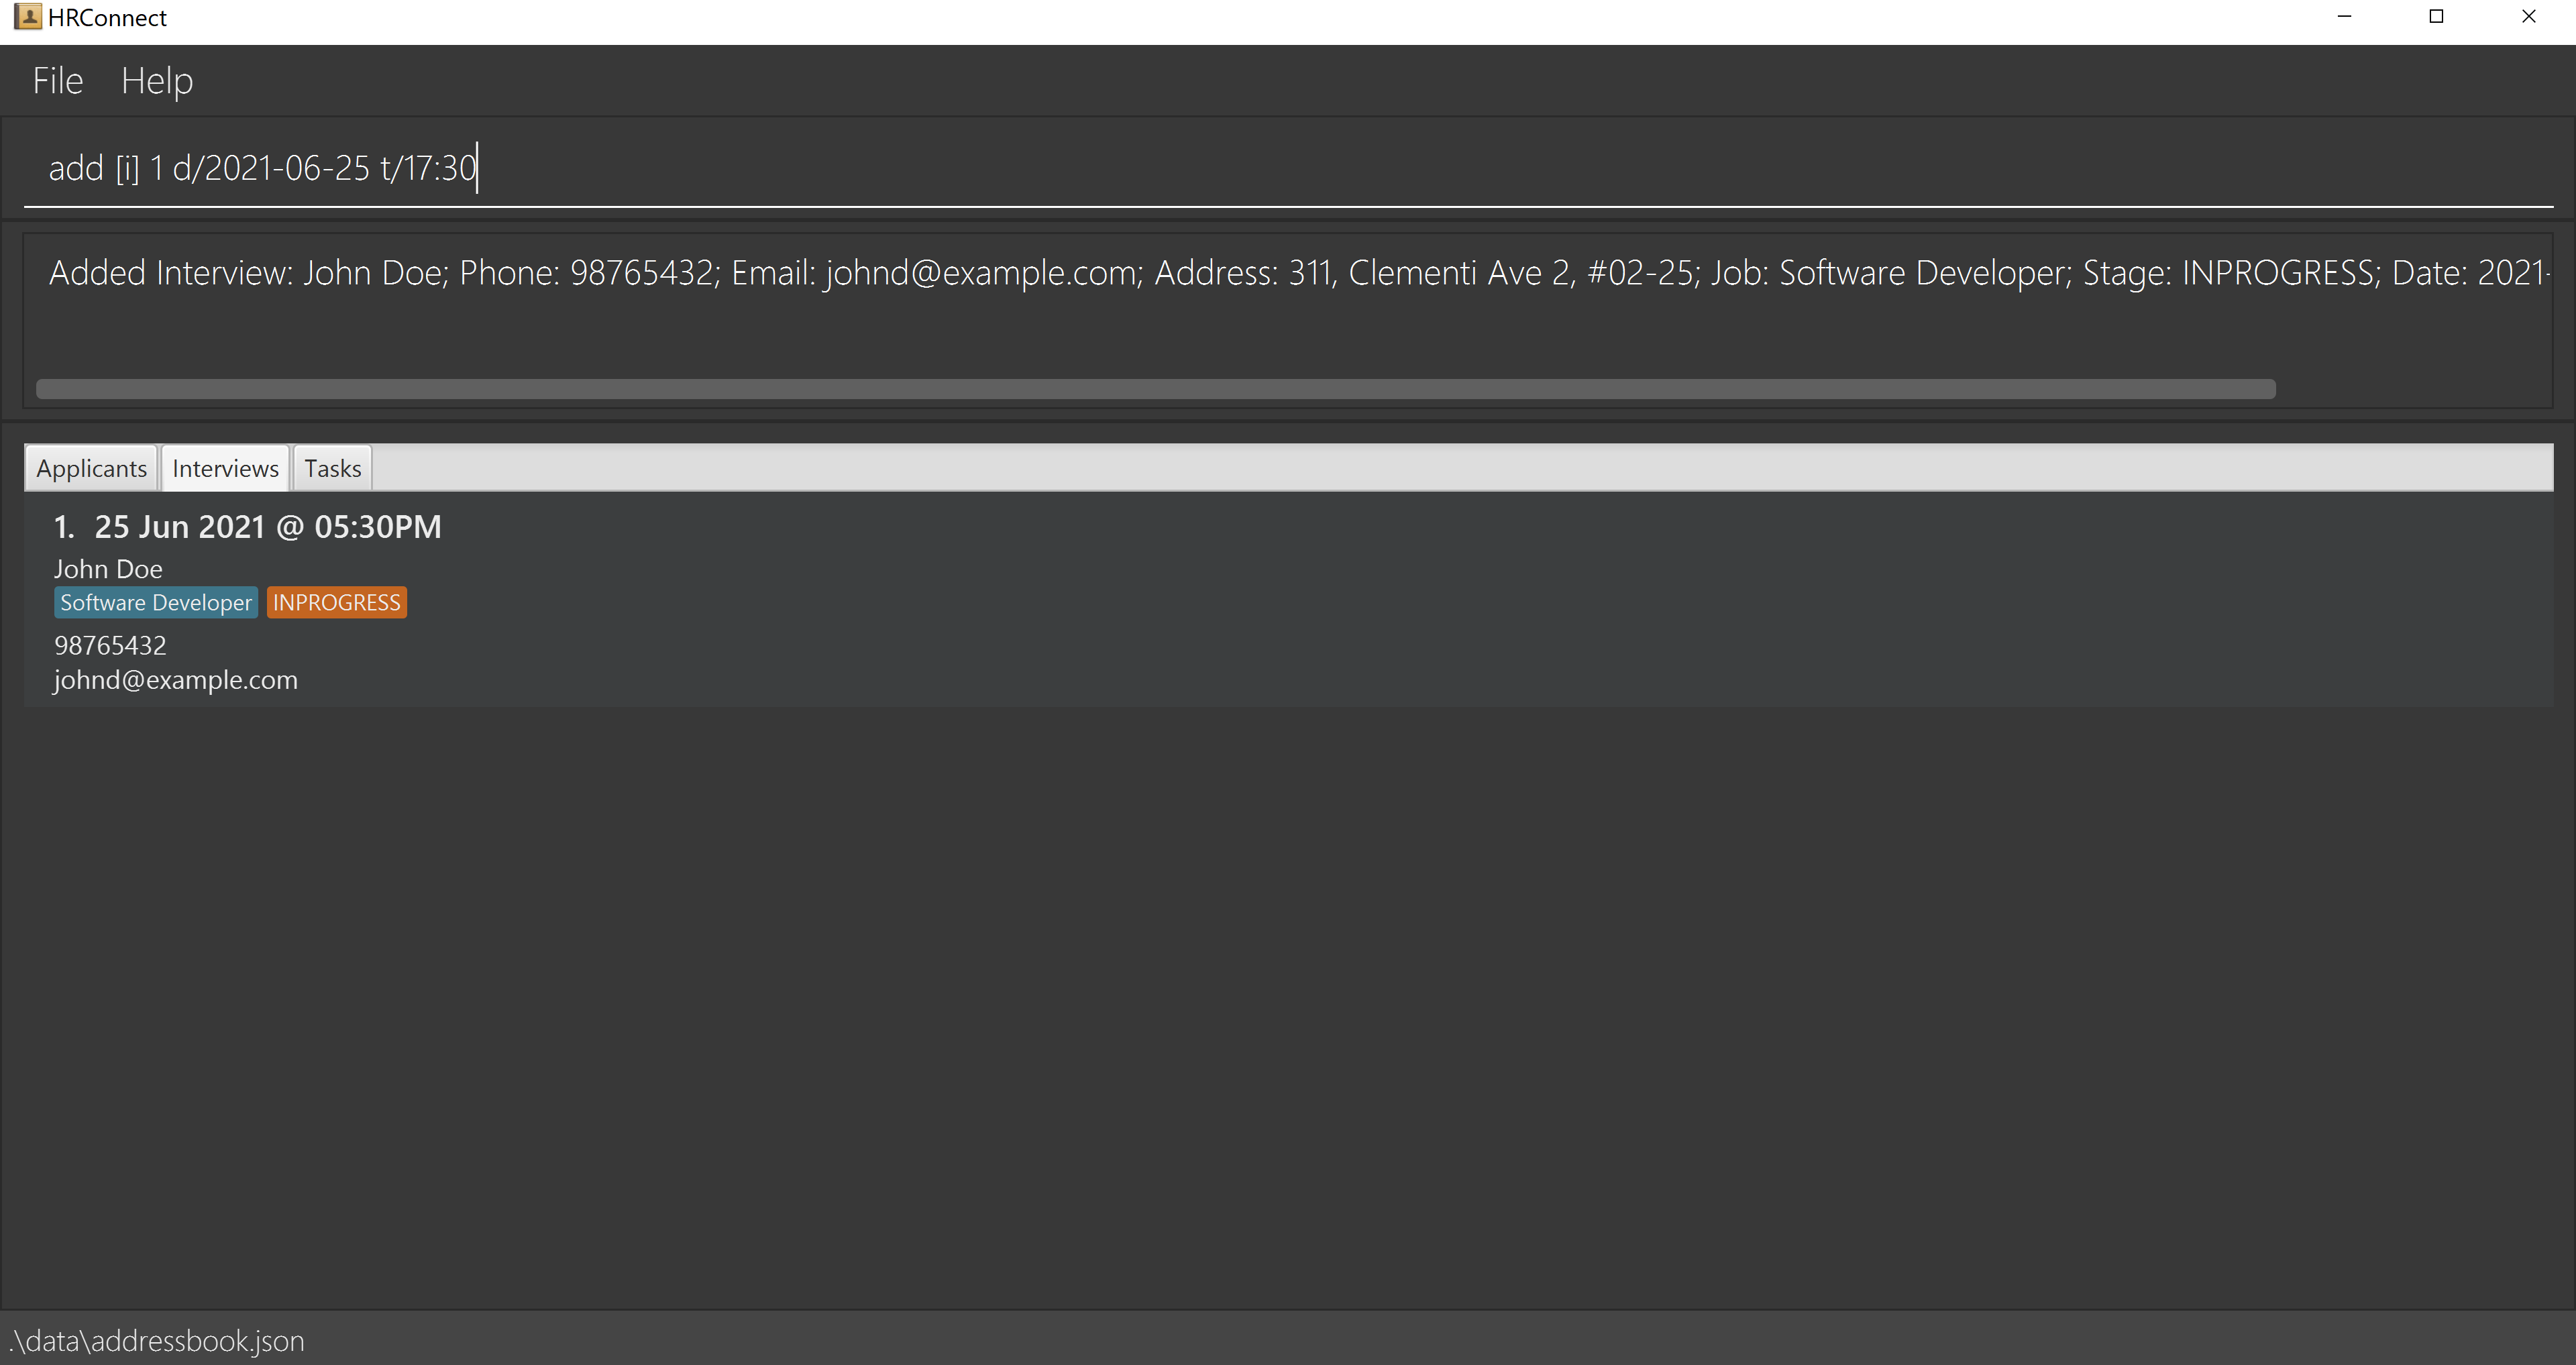 HRConnect
File Help
add [i] 1 d/2021-06-25 t/17:30
Added Interview: John Doe; Phone: 98765432; Email: johnd@example.com; Address: 311, Clementi Ave 2, #02-25; Job: Software Developer; Stage: INPROGRESS; Date: 2021-
Applicants Interviews Tasks
1. 25 Jun 2021 @ 05:30PM
John Doe
Software Developer INPROGRESS
98765432
johnd@example.com
.\data\addressbook.json